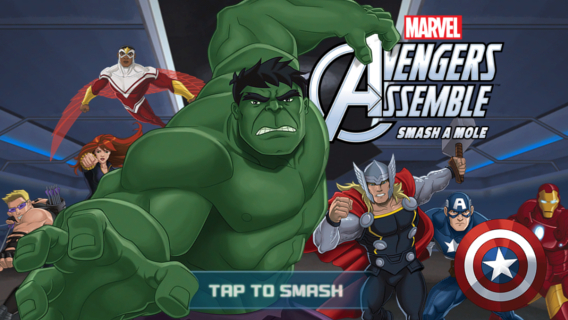 MARVEL
AVENGERS
ASSEMBLE
SMASH A MOLE
TAP TO SMASH